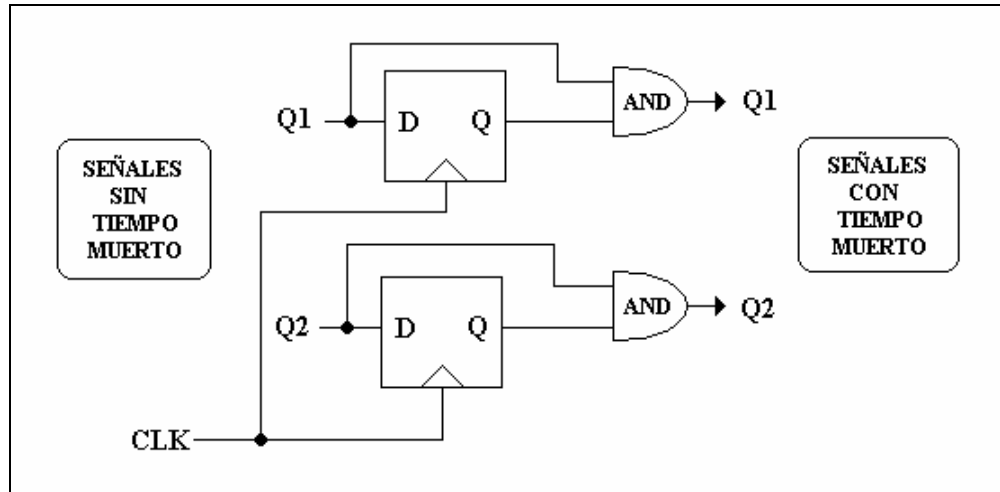 Q1
D
Q
AND
Q1
SEÑALES
SIN
TIEMPO
MUERTO
SEÑALES
CON
TIEMPO
MUERTO
Q2
D
Q
AND
Q2
CLK